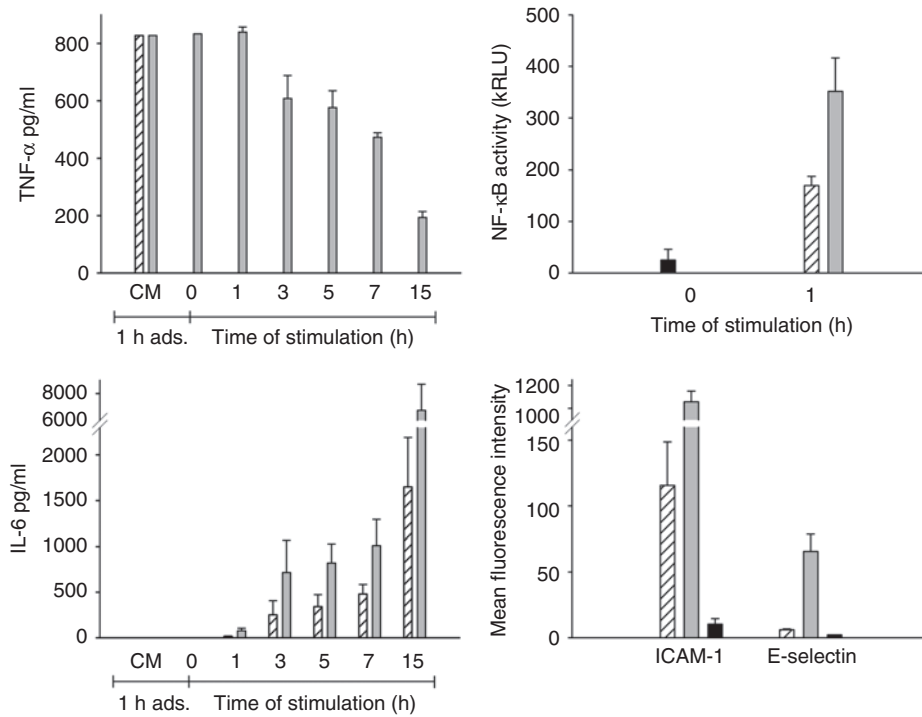 TNF-α pg/ml
800
600
400
200
0
CM 0 1 3 5 7 15
1 h ads. Time of stimulation (h)
NF-κB activity (kRLU)
500
400
300
200
100
0
0 1
Time of stimulation (h)
IL-6 pg/ml
8000
6000
2000
1500
1000
500
0
CM 0 1 3 5 7 15
1 h ads. Time of stimulation (h)
Mean fluorescence intensity
1200
1000
150
100
50
0
ICAM-1 E-selectin